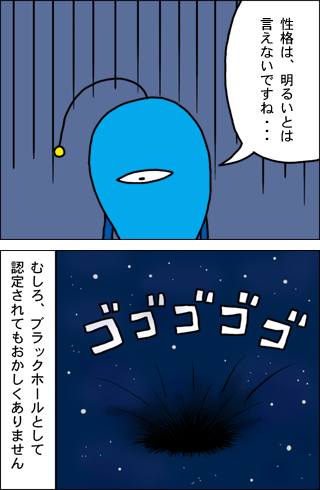 性格は、明るいとは
言えないですね・・・
ゴゴゴゴゴ
むしろ、ブラックホールとして
認定されてもおかしくありません